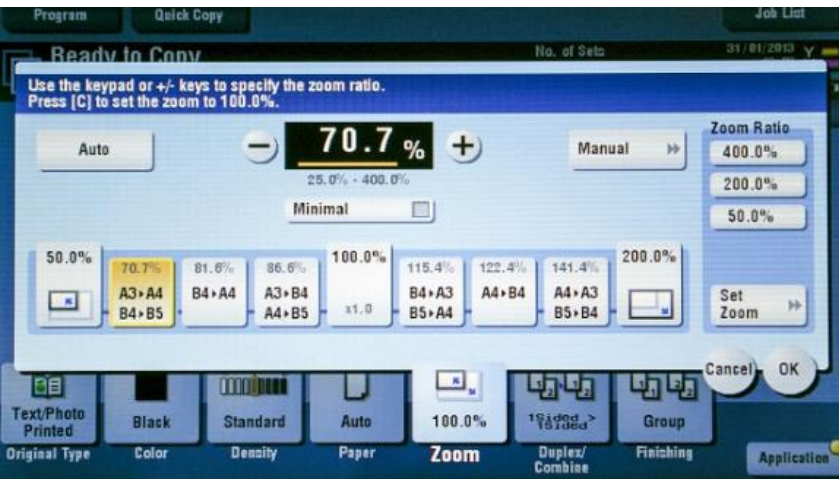 Program
Quick Copy
Job List
Ready to Copy
No. of Sets
31/01/2013
Y
Use the keypad or +/- keys to specify the zoom ratio.
Press [C] to set the zoom to 100.0%.
Auto
−
70.7 %
+
Manual
25.0% - 400.0%
Minimal
Zoom Ratio
400.0%
200.0%
50.0%
Set
Zoom
50.0%
70.7%
A3▸A4
B4▸B5
81.6%
B4▸A4
86.6%
A3▸B4
A4▸B5
100.0%
x1.0
115.4%
B4▸A3
B5▸A4
122.4%
A4▸B4
141.4%
A4▸A3
B5▸B4
200.0%
Cancel
OK
Text/Photo
Printed
Original Type
Black
Color
Standard
Density
Auto
Paper
100.0%
Zoom
1Sided >
1Sided
Duplex/
Combine
Group
Finishing
Application